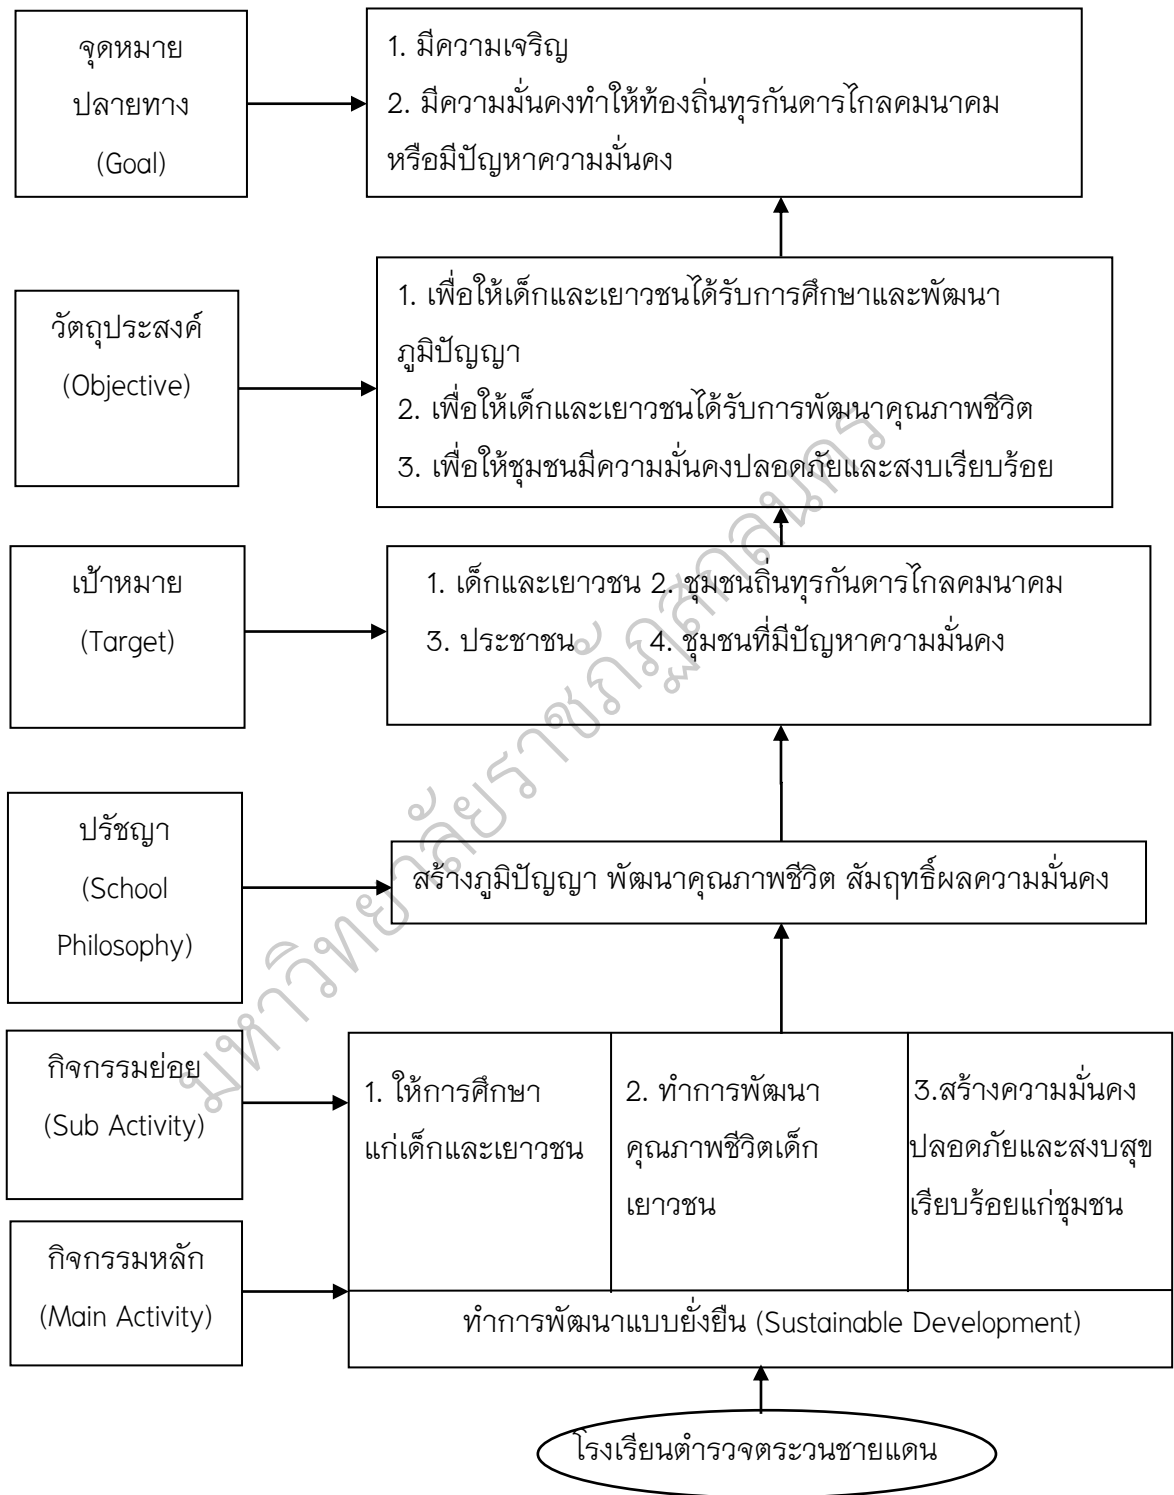 จุดหมาย
ปลายทาง
(Goal)
1. มีความเจริญ
2. มีความมั่นคงทำให้ท้องถิ่นทุรกันดารไกลคมนาคม
หรือมีปัญหาความมั่นคง
วัตถุประสงค์
(Objective)
1. เพื่อให้เด็กและเยาวชนได้รับการศึกษาและพัฒนา
ภูมิปัญญา
2. เพื่อให้เด็กและเยาวชนได้รับการพัฒนาคุณภาพชีวิต
3. เพื่อให้ชุมชนมีความมั่นคงปลอดภัยและสงบเรียบร้อย
เป้าหมาย
(Target)
1. เด็กและเยาวชน 2. ชุมชนถิ่นทุรกันดารไกลคมนาคม
3. ประชาชน 4. ชุมชนที่มีปัญหาความมั่นคง
ปรัชญา
(School
Philosophy)
สร้างภูมิปัญญา พัฒนาคุณภาพชีวิต สัมฤทธิ์ผลความมั่นคง
กิจกรรมย่อย
(Sub Activity)
1. ให้การศึกษา
แก่เด็กและเยาวชน
2. ทำการพัฒนา
คุณภาพชีวิตเด็ก
เยาวชน
3.สร้างความมั่นคง
ปลอดภัยและสงบสุข
เรียบร้อยแก่ชุมชน
กิจกรรมหลัก
(Main Activity)
ทำการพัฒนาแบบยั่งยืน (Sustainable Development)
โรงเรียนตำรวจตระวนชายแดน
มหาวิทยาลัยราชภัฏสกลนคร